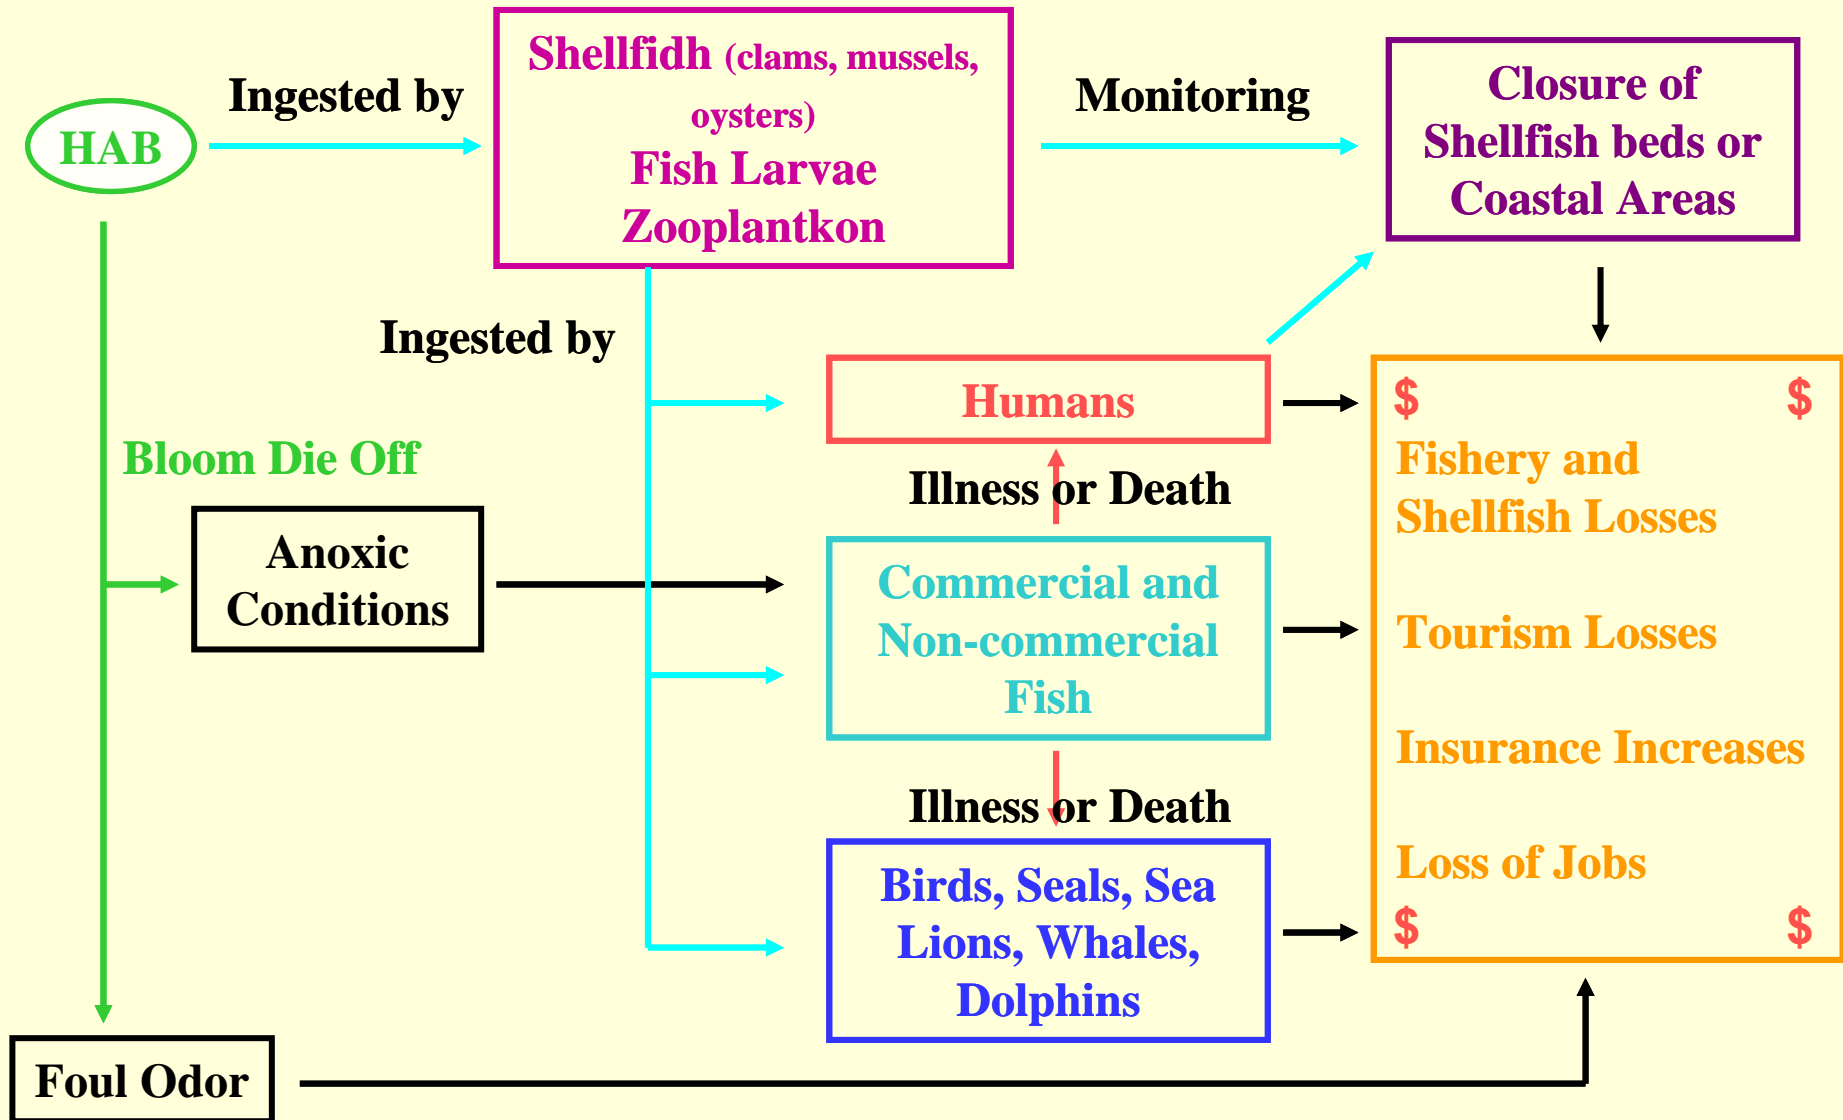 HAB
Ingested by
Shellfidh (clams, mussels,
oysters)
Fish Larvae
Zooplantkon
Monitoring
Closure of
Shellfish beds or
Coastal Areas
Ingested by
Humans
Illness or Death
Bloom Die Off
Anoxic
Conditions
Commercial and
Non-commercial
Fish
Illness or Death
Birds, Seals, Sea
Lions, Whales,
Dolphins
$ $
Fishery and
Shellfish Losses
Tourism Losses
Insurance Increases
Loss of Jobs
$ $
Foul Odor